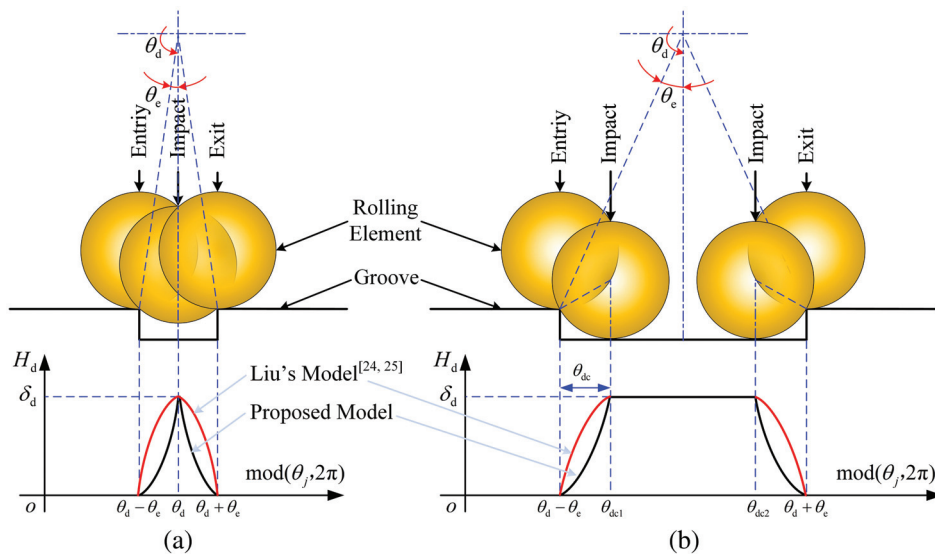 θd
θe
Entriy
Impact
Exit
Rolling
Element
Groove
Hd
δd
Liu's Model[24, 25]
Proposed Model
mod(θj,2π)
o
θd − θe
θd
θd + θe
(a)
θd
θe
Entriy
Impact
Impact
Exit
Hd
δd
θdc
mod(θj,2π)
o
θd − θe
θdc1
θdc2
θd + θe
(b)